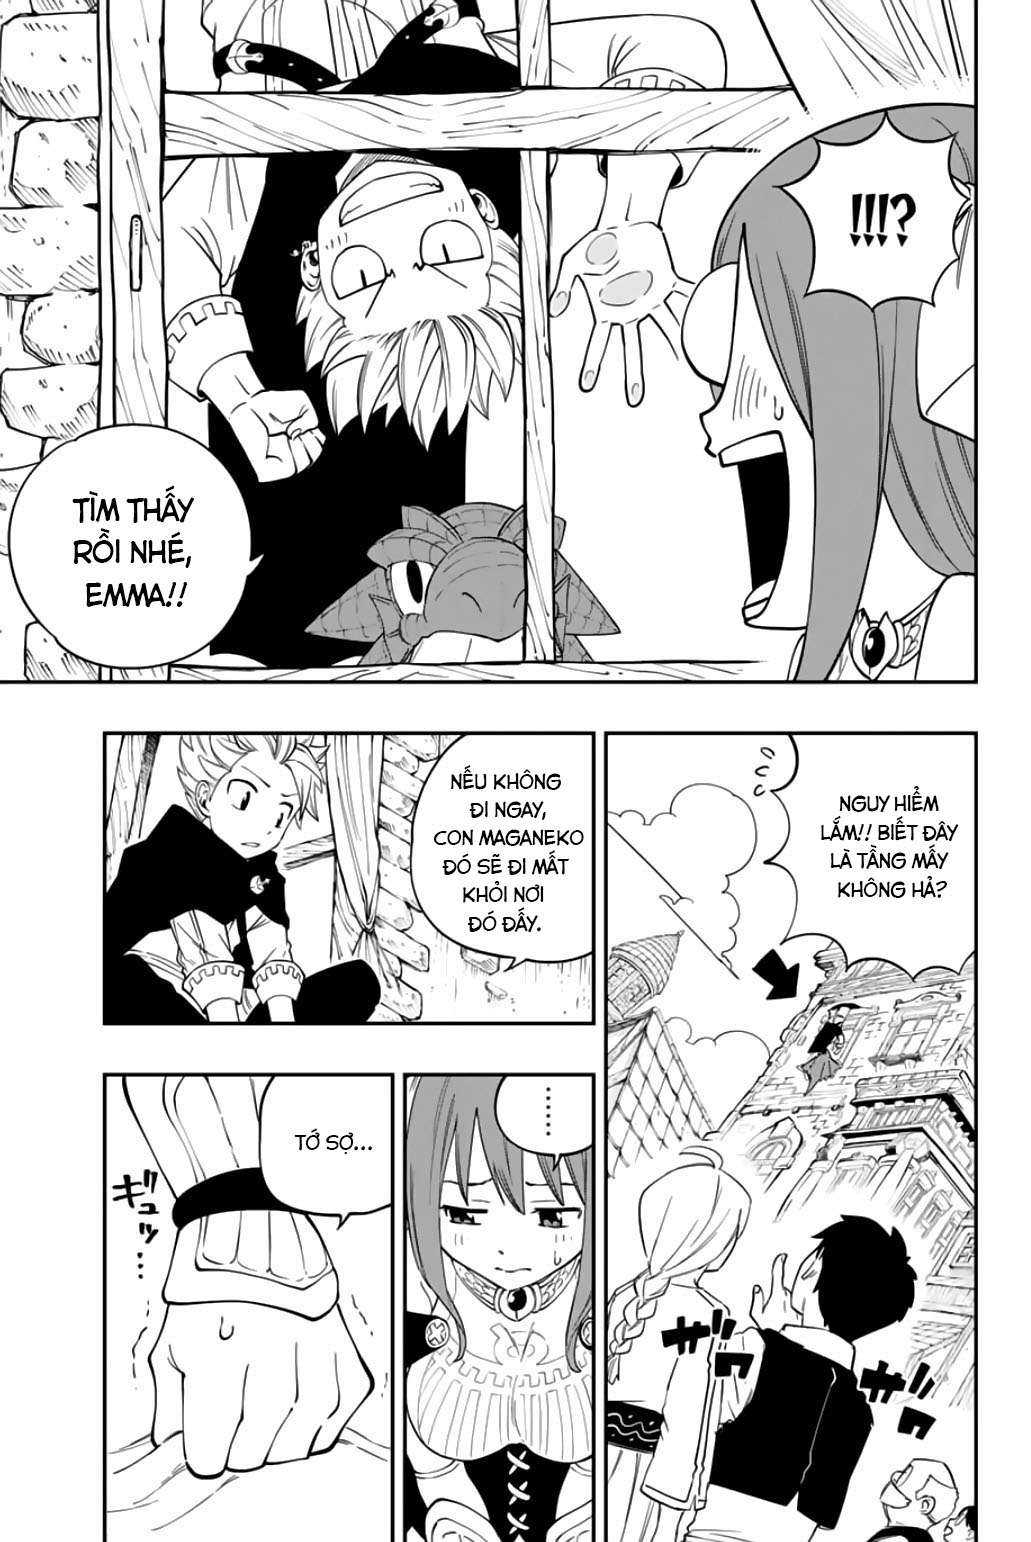 !!!?
TÌM THẤY
RỒI NHÉ,
EMMA!!
NGUY HIỂM
LẮM!! BIẾT ĐÂY
LÀ TẦNG MẤY
KHÔNG HẢ?
ザワ
ザワ
NẾU KHÔNG
ĐI NGAY,
CON MAGANEKO
ĐÓ SẼ ĐI MẤT
KHỎI NƠI
ĐÓ ĐẤY.
......
TỚ SỢ...
ギュッ...